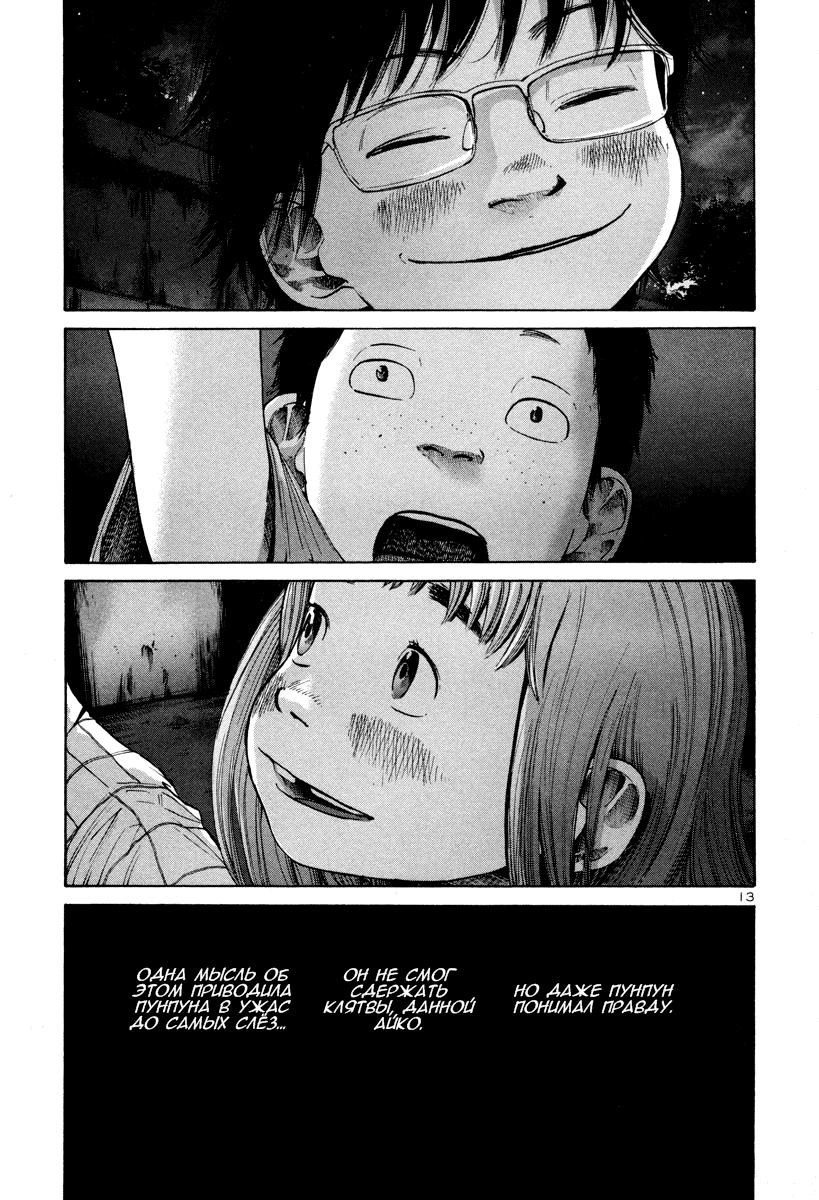 13
НО ДАЖЕ ПУНПУН
ПОНИМАЛ ПРАВДУ.
ОН НЕ СМОГ
СДЕРЖАТЬ
КЛЯТВЫ, ДАННОЙ
АЙКО.
ОДНА МЫСЛЬ ОБ
ЭТОМ ПРИВОДИЛА
ПУНПУНА В УЖАС
ДО САМЫХ СЛЁЗ...